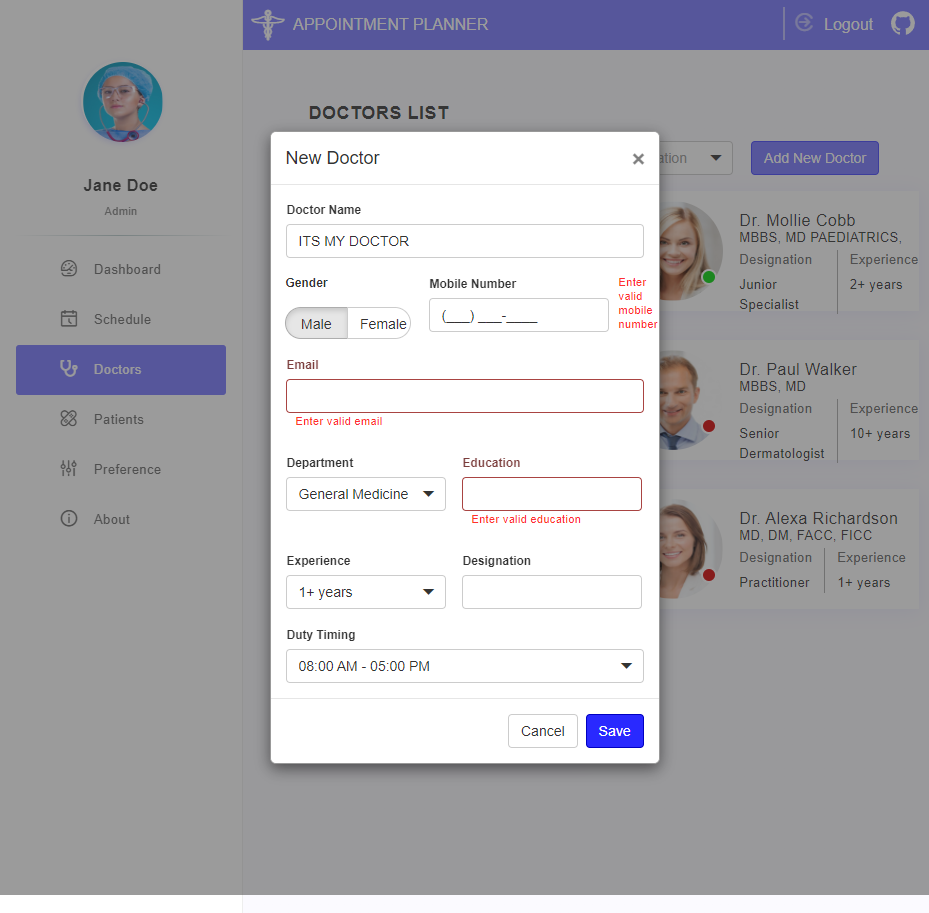 APPOINTMENT PLANNER
Logout
Jane Doe
Admin
Dashboard
Schedule
Doctors
Patients
Preference
About
DOCTORS LIST
Add New Doctor
New Doctor
×
Doctor Name
ITS MY DOCTOR
Gender
Male
Female
Mobile Number
(___) ___-____
Enter
valid
mobile
number
Email
Enter valid email
Department
General Medicine
Education
Enter valid education
Experience
1+ years
Designation
Duty Timing
08:00 AM - 05:00 PM
Cancel
Save
Dr. Mollie Cobb
MBBS, MD PAEDIATRICS,
Designation
Experience
Junior
Specialist
2+ years
Dr. Paul Walker
MBBS, MD
Designation
Experience
Senior
Dermatologist
10+ years
Dr. Alexa Richardson
MD, DM, FACC, FICC
Designation
Experience
Practitioner
1+ years